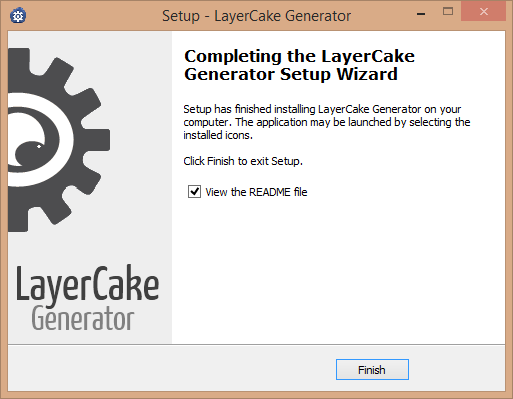 Setup - LayerCake Generator
Completing the LayerCake
Generator Setup Wizard
Setup has finished installing LayerCake Generator on your
computer. The application may be launched by selecting the
installed icons.
Click Finish to exit Setup.
View the README file
LayerCake
Generator
Finish